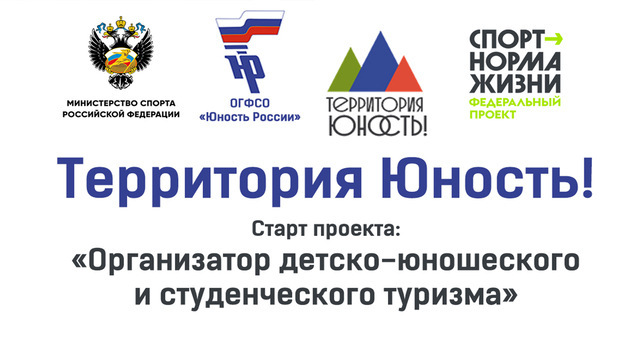 МИНИСТЕРСТВО СПОРТА
РОССИЙСКОЙ ФЕДЕРАЦИИ
ОГФСО
«Юность России»
ТЕРРИТОРИЯ
ЮНОСТЬ!
СПОРТ
НОРМА
ЖИЗНИ
ФЕДЕРАЛЬНЫЙ
ПРОЕКТ
Территория Юность!
Старт проекта:
«Организатор детско-юношеского
и студенческого туризма»